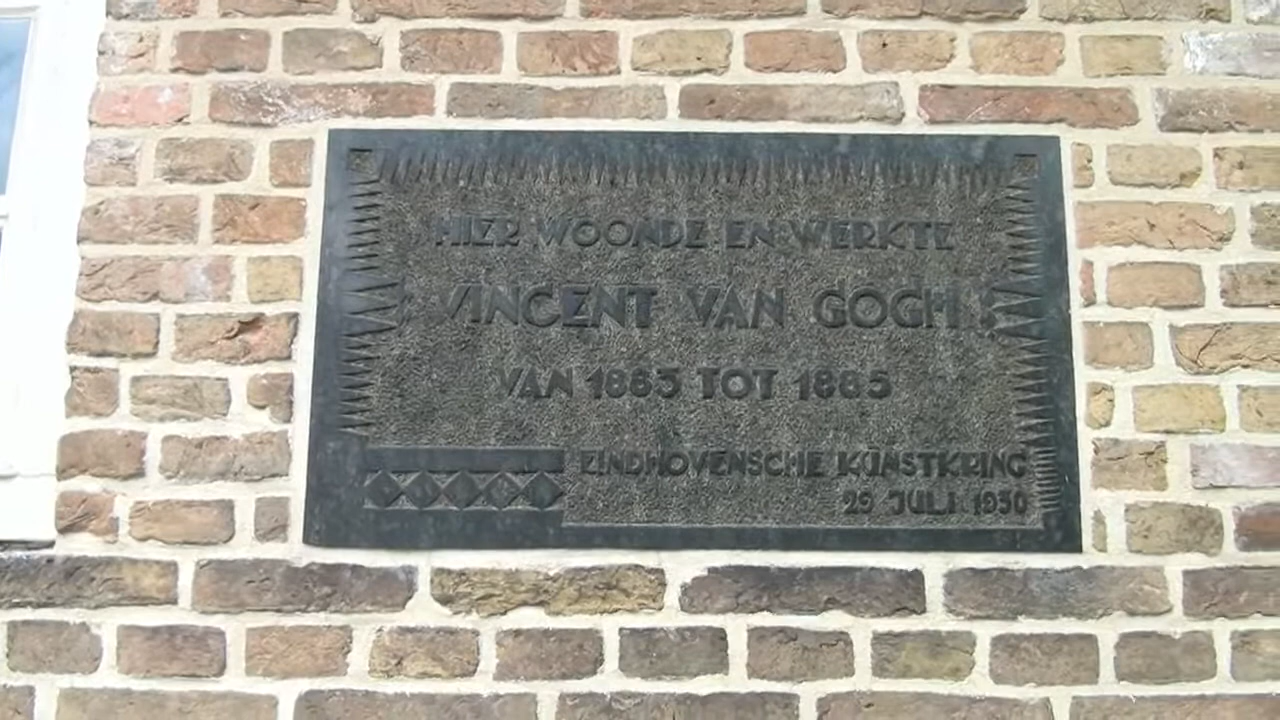 HIER WOONDE EN WERKTE
VINCENT VAN GOGH
VAN 1883 TOT 1885
EINDHOVENSCHE KUNSTKRING
29 JULI 1930